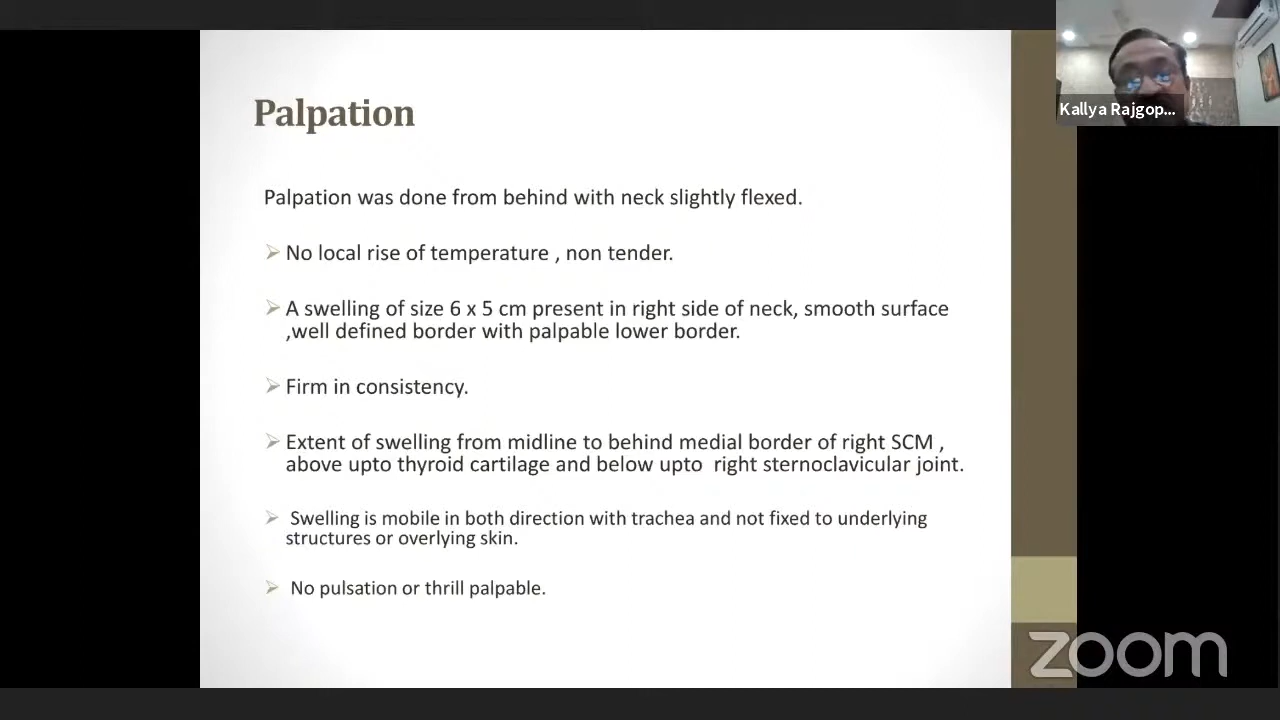 Palpation
Kallya Rajgop...
Palpation was done from behind with neck slightly flexed.
No local rise of temperature , non tender.
A swelling of size 6 x 5 cm present in right side of neck, smooth surface
,well defined border with palpable lower border.
Firm in consistency.
Extent of swelling from midline to behind medial border of right SCM ,
above upto thyroid cartilage and below upto right sternoclavicular joint.
Swelling is mobile in both direction with trachea and not fixed to underlying
structures or overlying skin.
No pulsation or thrill palpable.
zoom